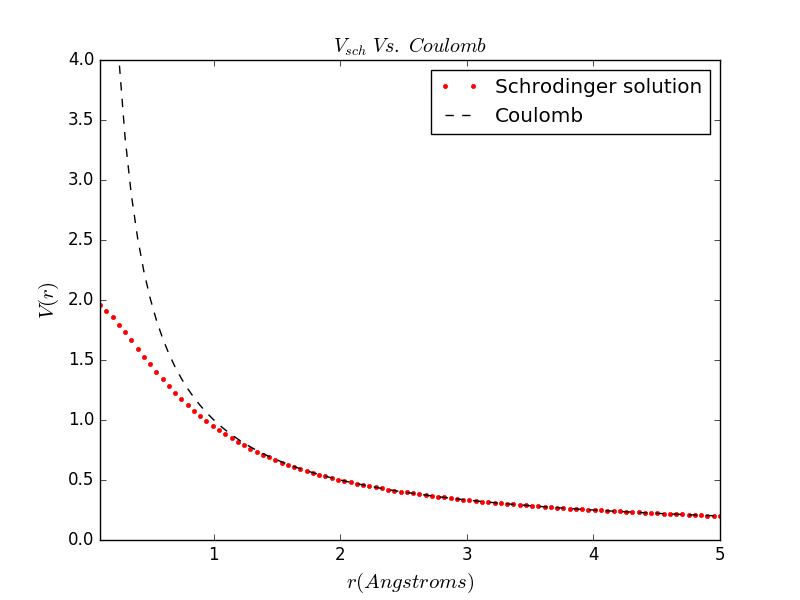 V_sch Vs. Coulomb
Schrodinger solution
Coulomb
4.0
3.5
3.0
2.5
2.0
1.5
1.0
0.5
0.0
V(r)
1 2 3 4 5
r(Angstroms)